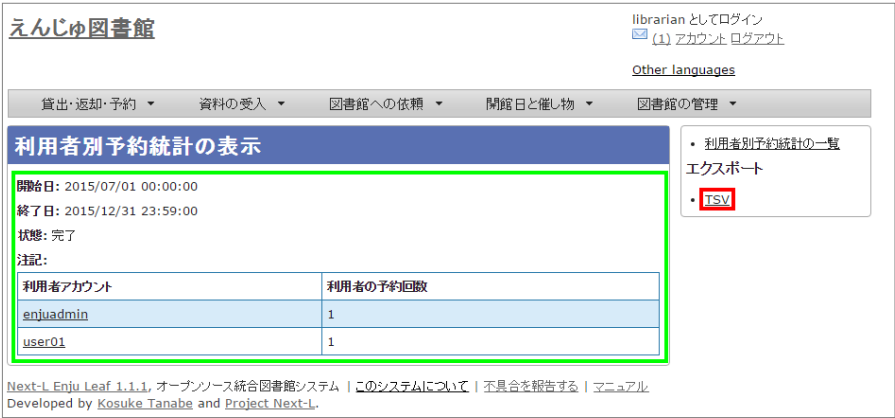 えんじゅ図書館
librarian としてログイン
(1) アカウント ログアウト
Other languages
貸出・返却・予約 ▼ 資料の受入 ▼ 図書館への依頼 ▼ 開館日と催し物 ▼ 図書館の管理 ▼
利用者別予約統計の表示
開始日: 2015/07/01 00:00:00
終了日: 2015/12/31 23:59:00
状態: 完了
注記:
利用者アカウント 利用者の予約回数
enjuadmin 1
user01 1
• 利用者別予約統計の一覧
エクスポート
• TSV
Next-L Enju Leaf 1.1.1, オープンソース統合図書館システム | このシステムについて | 不具合を報告する | マニュアル
Developed by Kosuke Tanabe and Project Next-L.